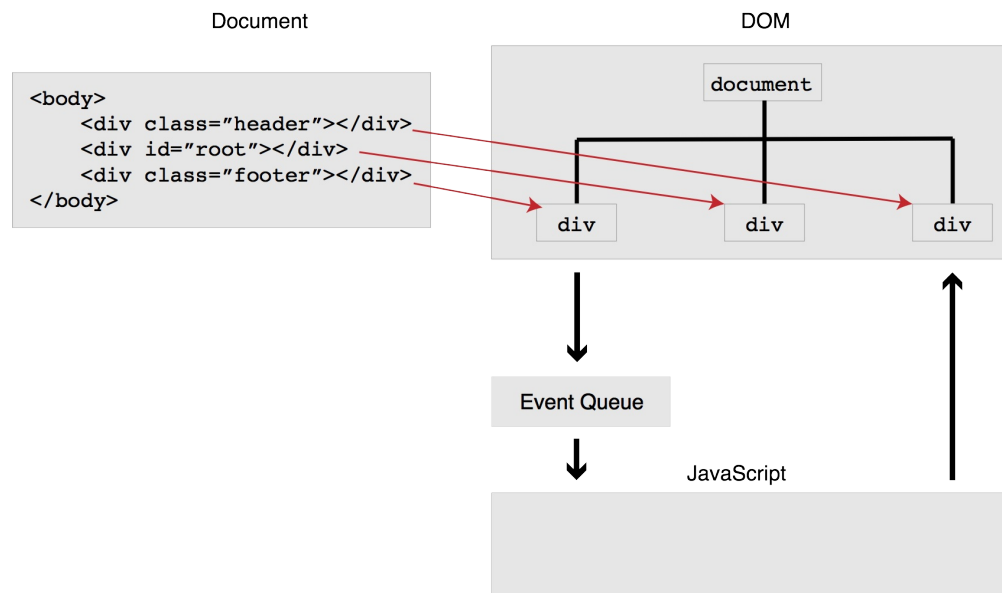 Document
DOM
<body>
    <div class=”header”></div>
    <div id=”root”></div>
    <div class=”footer”></div>
</body>
document
div
div
div
Event Queue
JavaScript